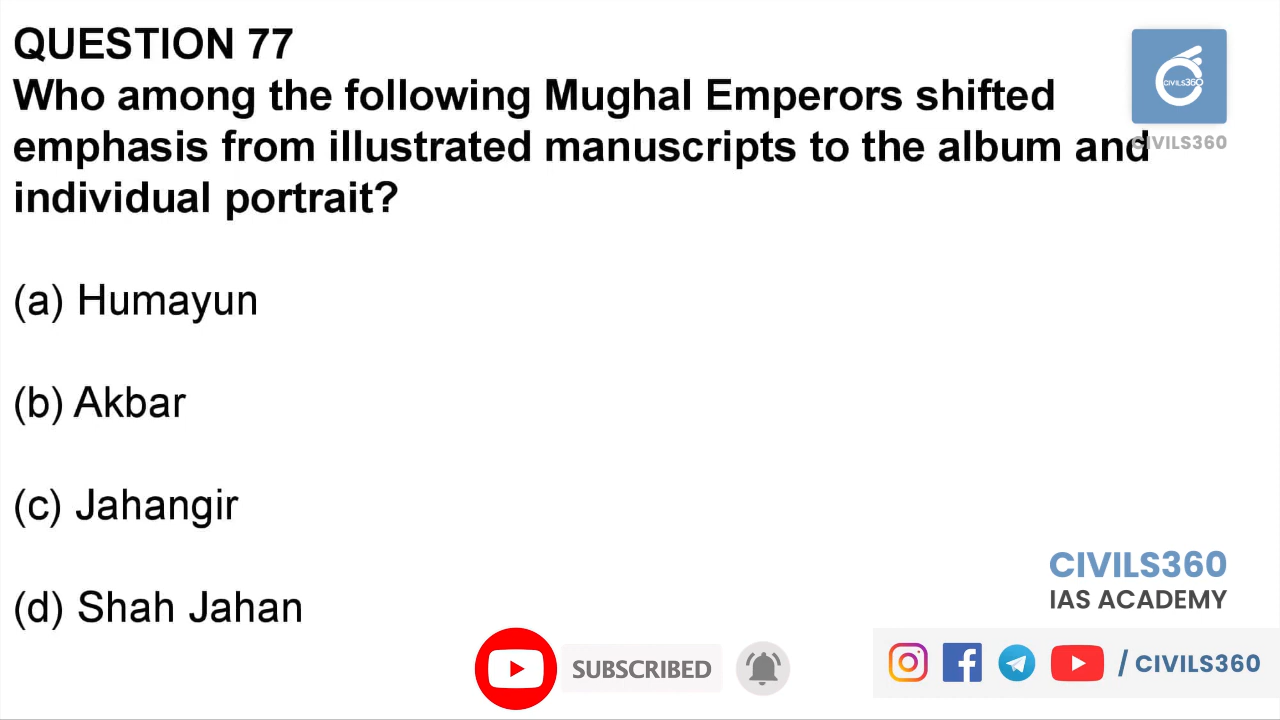 QUESTION 77
Who among the following Mughal Emperors shifted
emphasis from illustrated manuscripts to the album and
individual portrait?
CIVILS360
CIVILS360
(a) Humayun
(b) Akbar
(c) Jahangir
(d) Shah Jahan
CIVILS360
IAS ACADEMY
SUBSCRIBED
/ CIVILS360